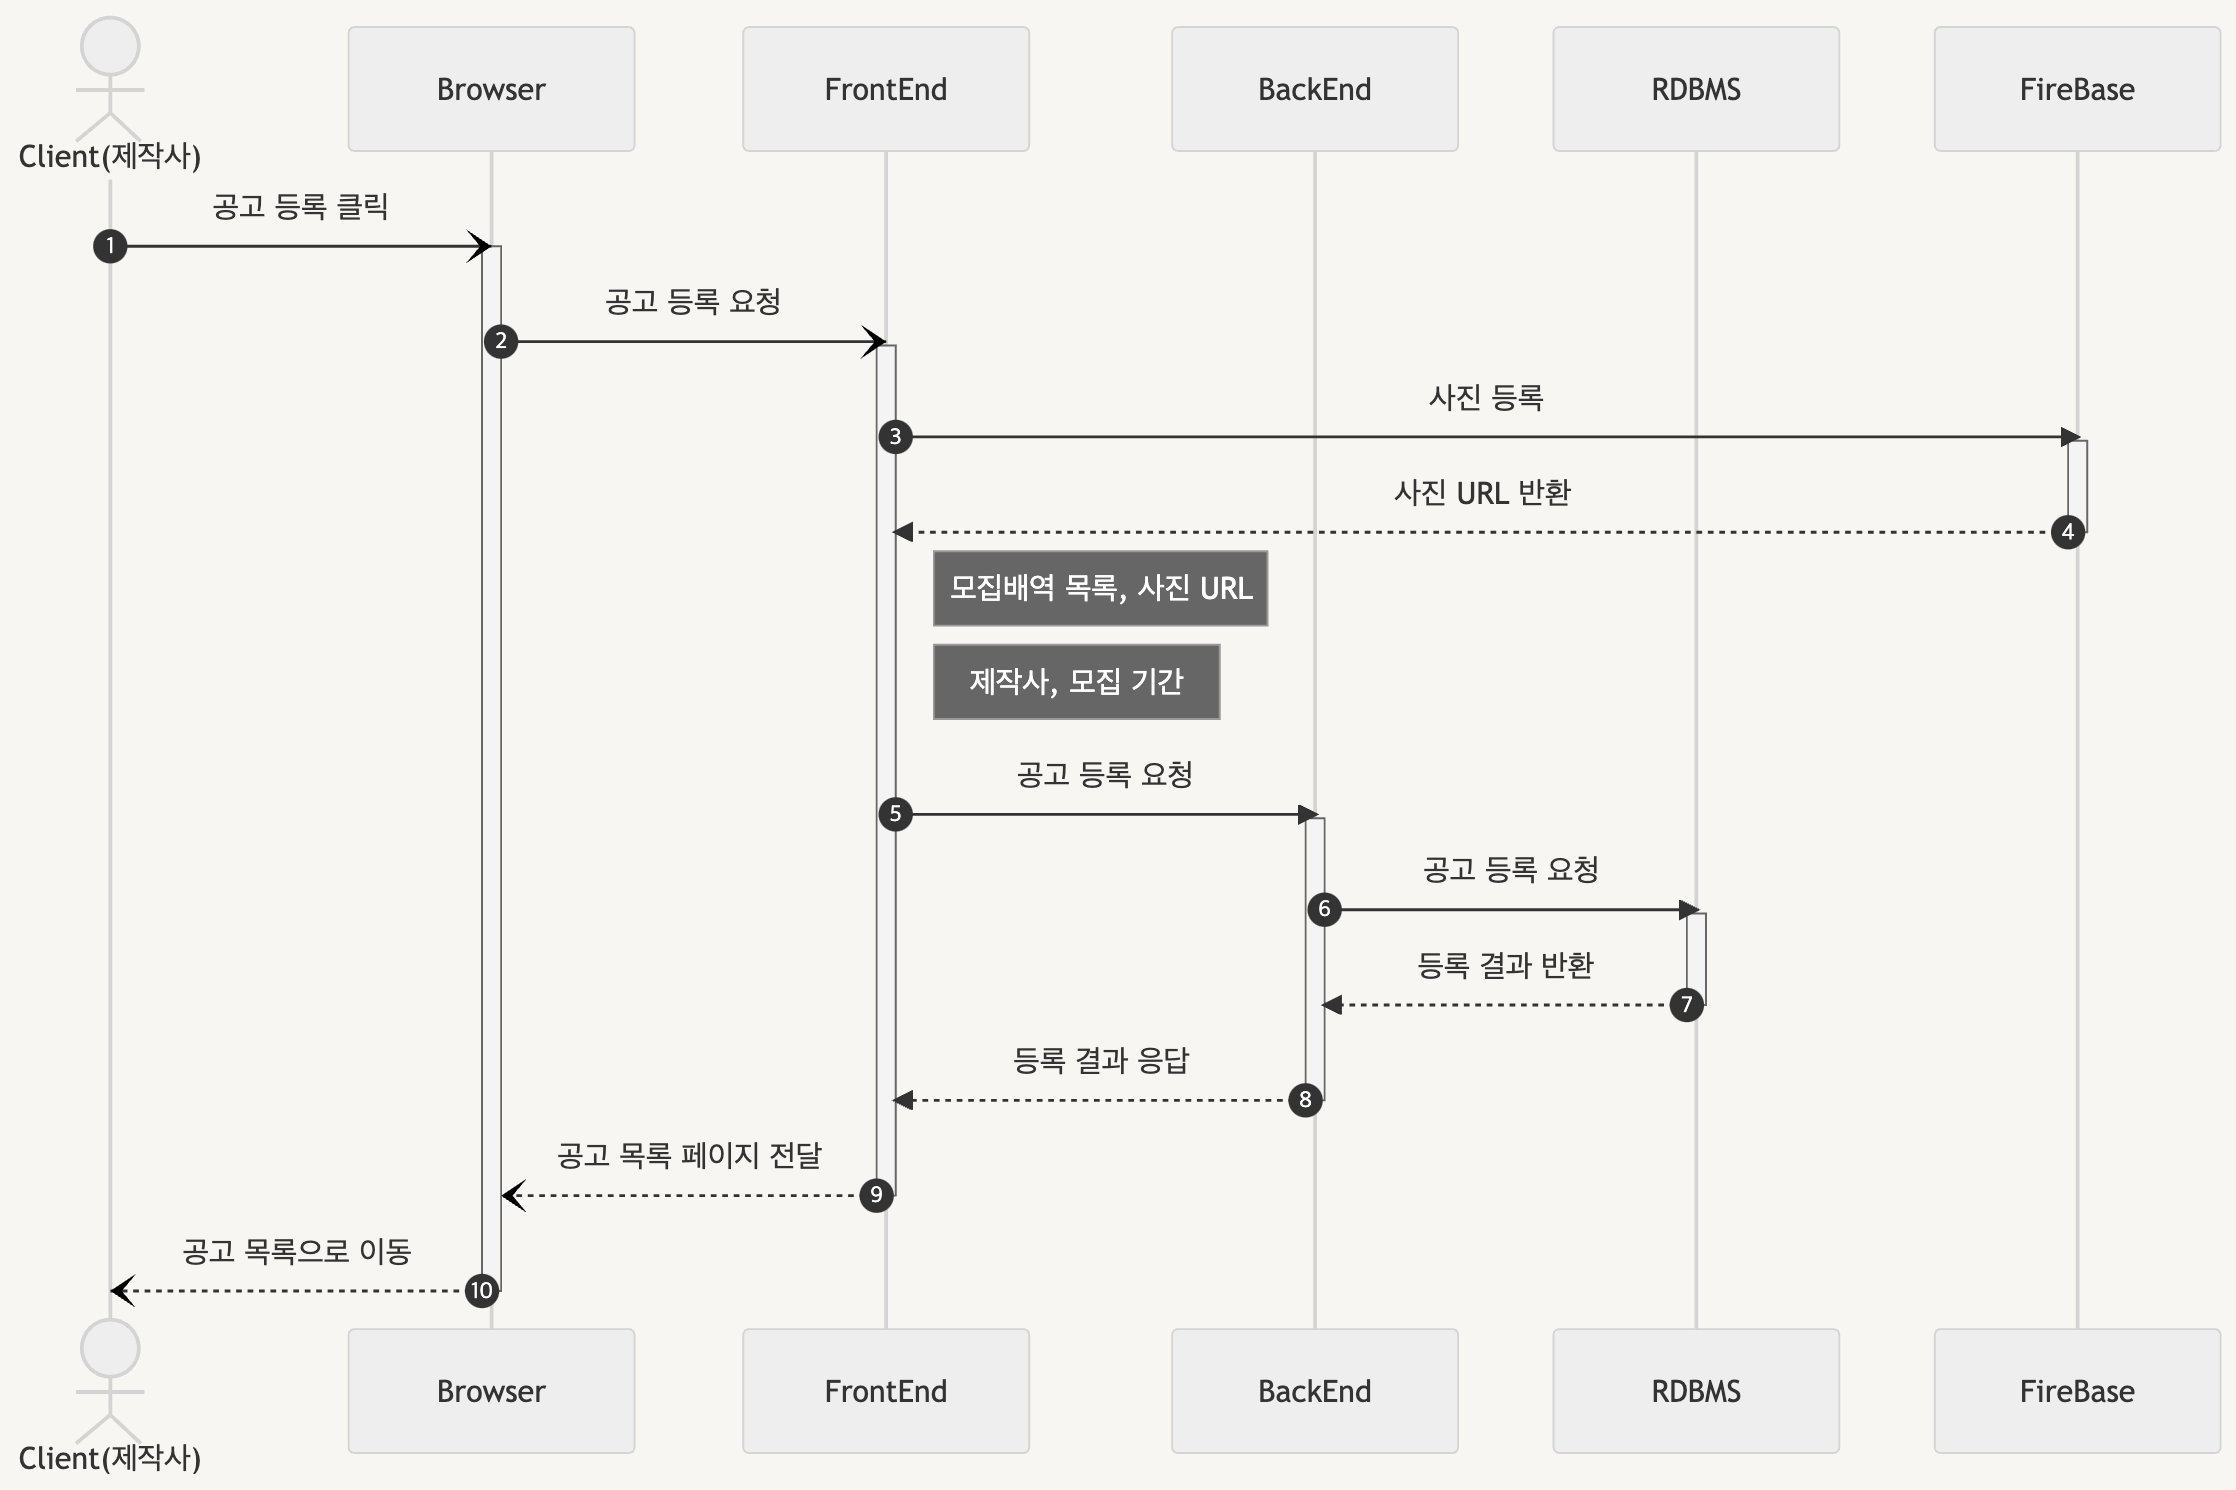 Client(제작사)
Browser
FrontEnd
BackEnd
RDBMS
FireBase
공고 등록 클릭
1
공고 등록 요청
2
사진 등록
3
사진 URL 반환
4
모집배역 목록, 사진 URL
제작사, 모집 기간
공고 등록 요청
5
공고 등록 요청
6
등록 결과 반환
7
등록 결과 응답
8
공고 목록 페이지 전달
9
공고 목록으로 이동
10
Client(제작사)
Browser
FrontEnd
BackEnd
RDBMS
FireBase